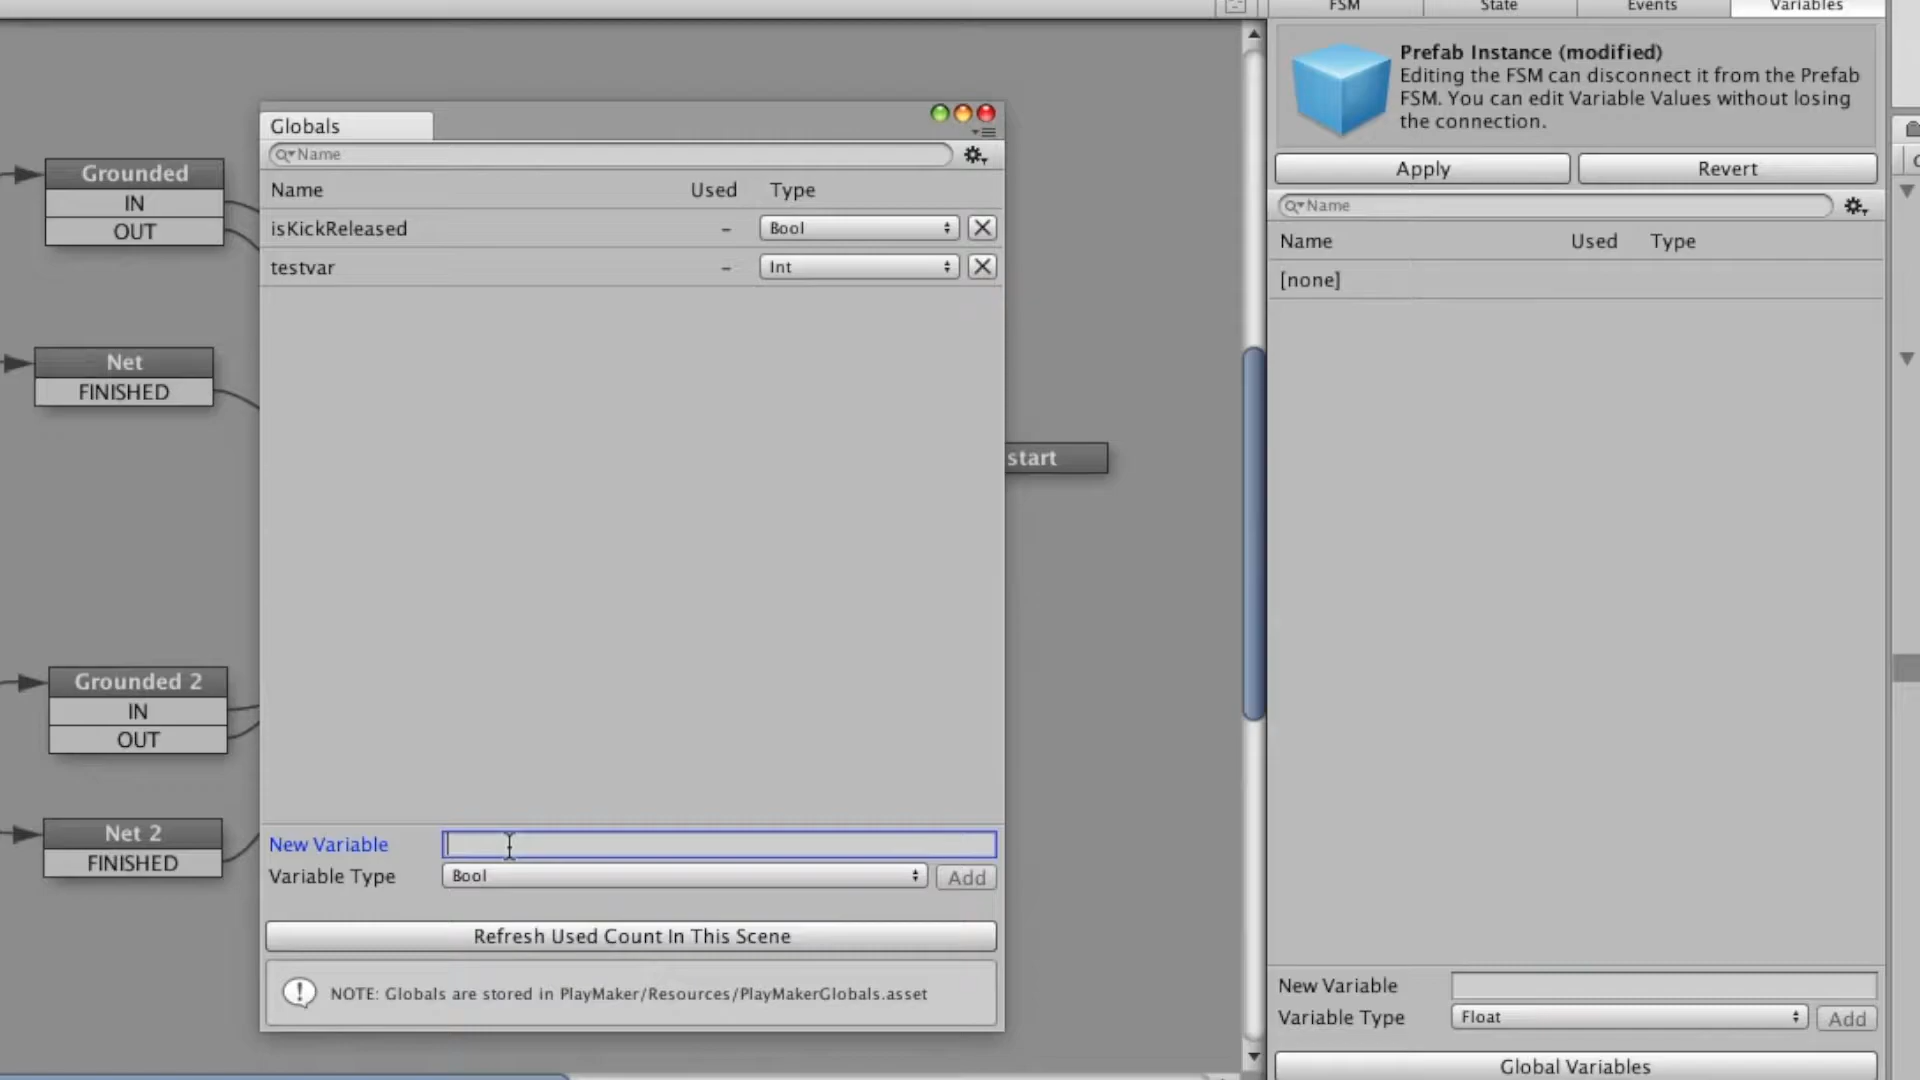 FSM
State
Events
Variables
Prefab Instance (modified)
Editing the FSM can disconnect it from the Prefab
FSM. You can edit Variable Values without losing
the connection.
Apply
Revert
Name
Name
Used
Type
[none]
New Variable
Variable Type
Float
Add
Global Variables
Globals
Name
Name
Used
Type
isKickReleased
-
Bool
testvar
-
Int
New Variable
Variable Type
Bool
Add
Refresh Used Count In This Scene
NOTE: Globals are stored in PlayMaker/Resources/PlayMakerGlobals.asset
Grounded
IN
OUT
Net
FINISHED
start
Grounded 2
IN
OUT
Net 2
FINISHED